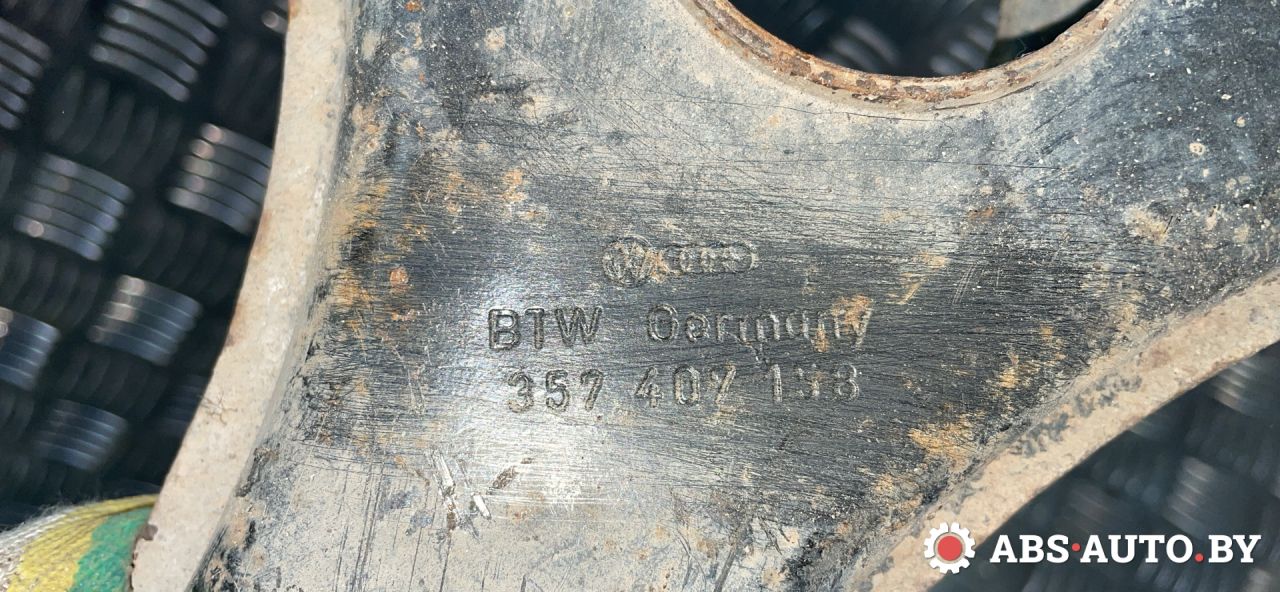 BTW Germany
357 407 158
ABS·AUTO.BY